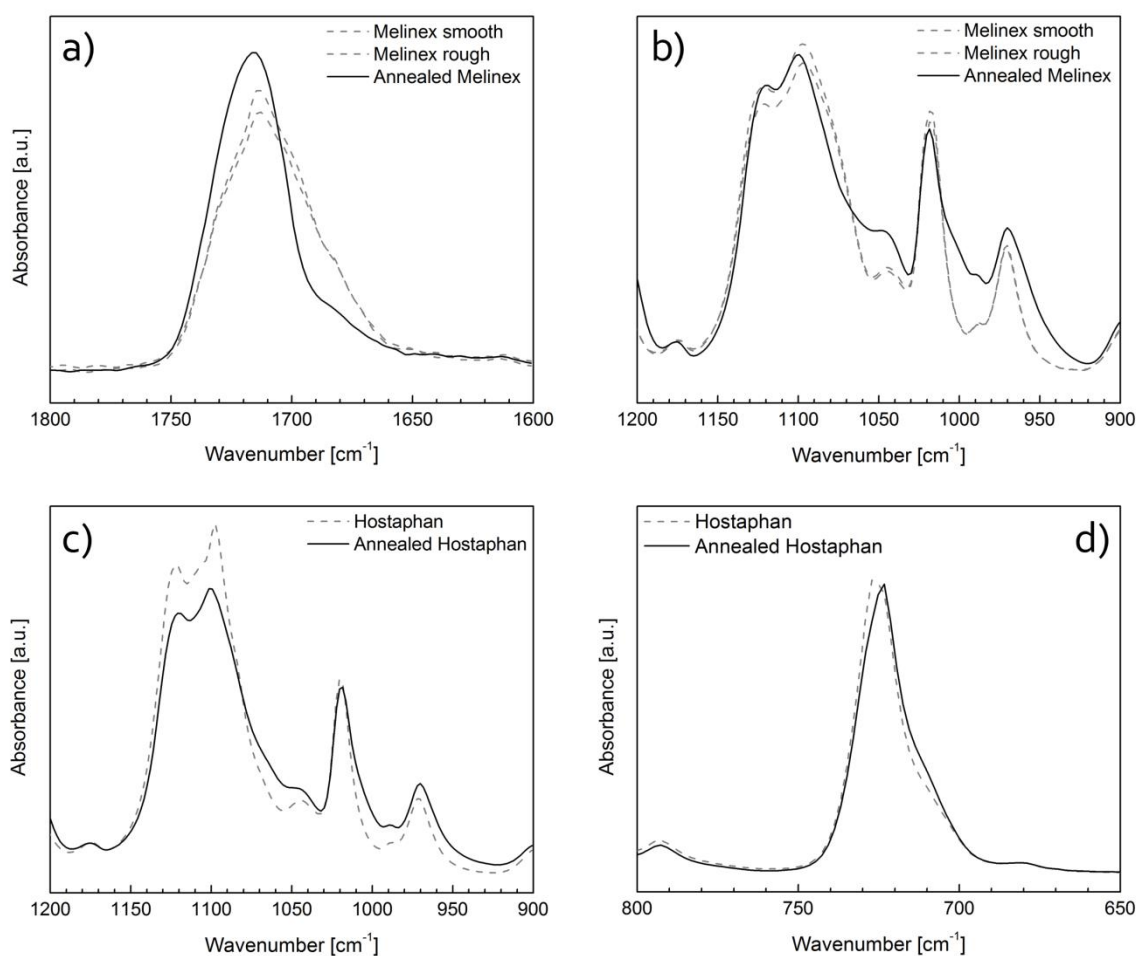 a)
Melinex smooth
Melinex rough
Annealed Melinex
Absorbance [a.u.]
1800 1750 1700 1650 1600
Wavenumber [cm⁻¹]
b)
Melinex smooth
Melinex rough
Annealed Melinex
Absorbance [a.u.]
1200 1150 1100 1050 1000 950 900
Wavenumber [cm⁻¹]
c)
Hostaphan
Annealed Hostaphan
Absorbance [a.u.]
1200 1150 1100 1050 1000 950 900
Wavenumber [cm⁻¹]
Hostaphan
Annealed Hostaphan
d)
Absorbance [a.u.]
800 750 700 650
Wavenumber [cm⁻¹]